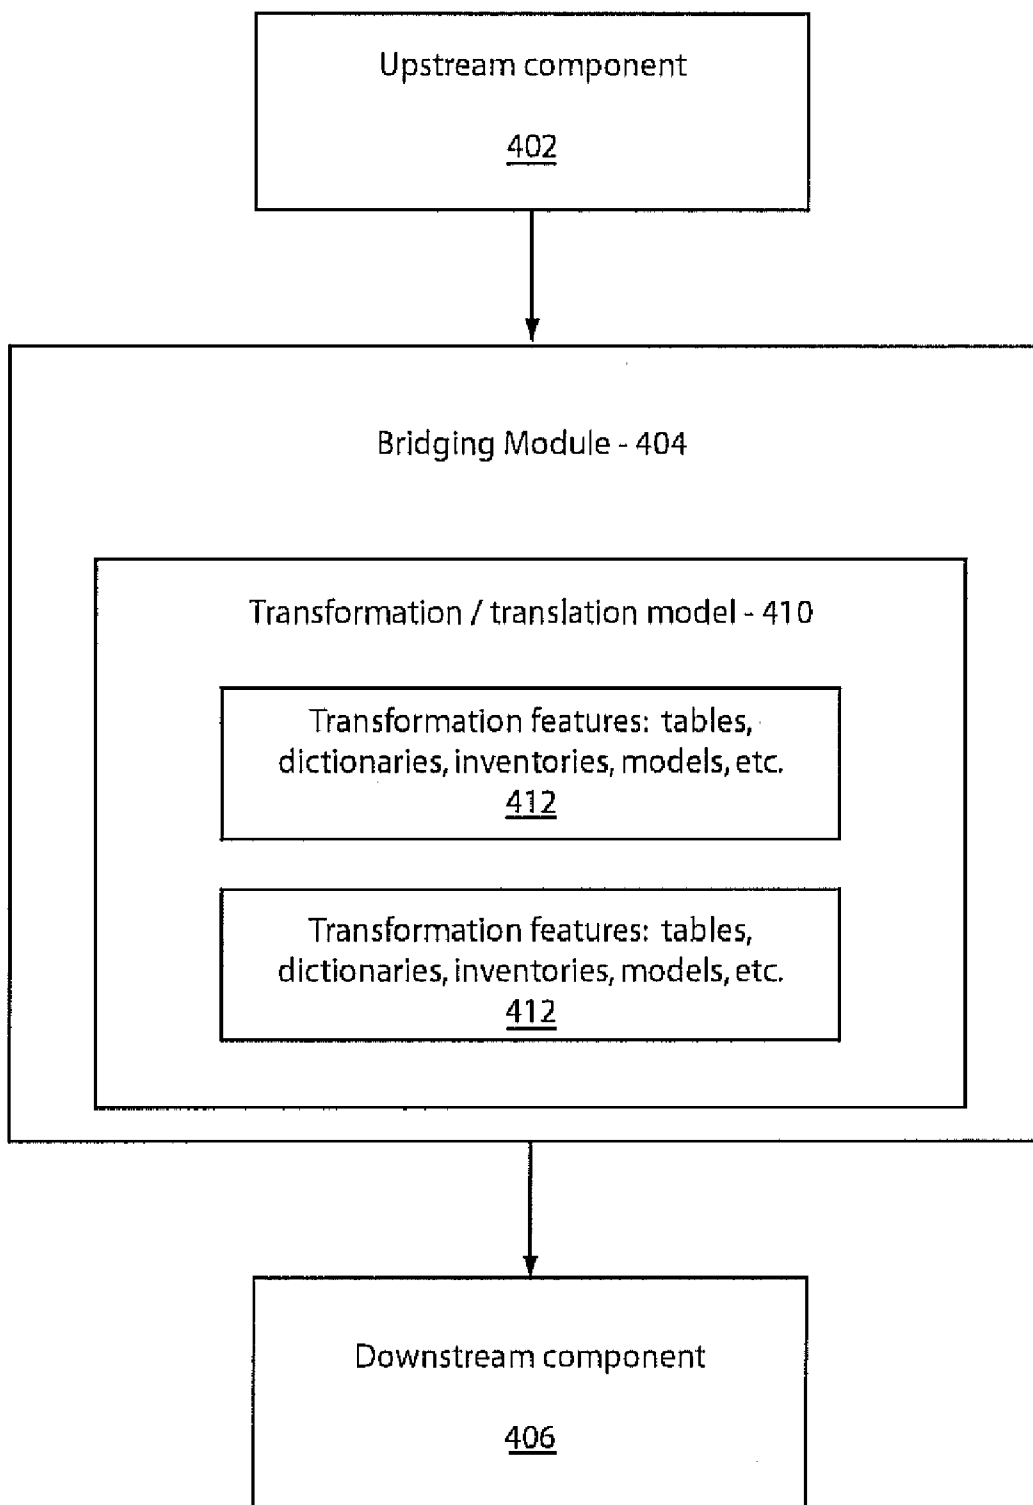 Upstream component
402
Bridging Module - 404
Transformation / translation model - 410
Transformation features: tables,
dictionaries, inventories, models, etc.
412
Transformation features: tables,
dictionaries, inventories, models, etc.
412
Downstream component
406